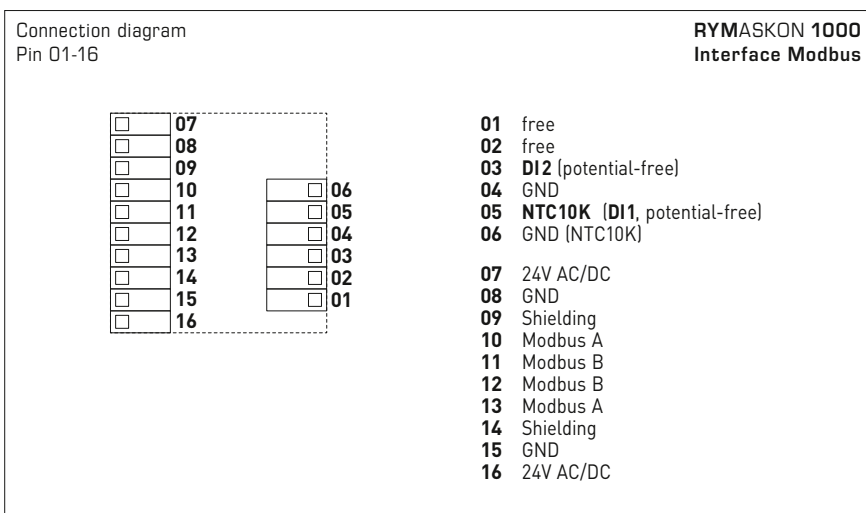 Connection diagram
Pin 01-16
RYMASKON 1000
Interface Modbus
07
08
09
10
11
12
13
14
15
16
06
05
04
03
02
01
01 free
02 free
03 DI2 (potential-free)
04 GND
05 NTC10K (DI1, potential-free)
06 GND (NTC10K)
07 24V AC/DC
08 GND
09 Shielding
10 Modbus A
11 Modbus B
12 Modbus B
13 Modbus A
14 Shielding
15 GND
16 24V AC/DC